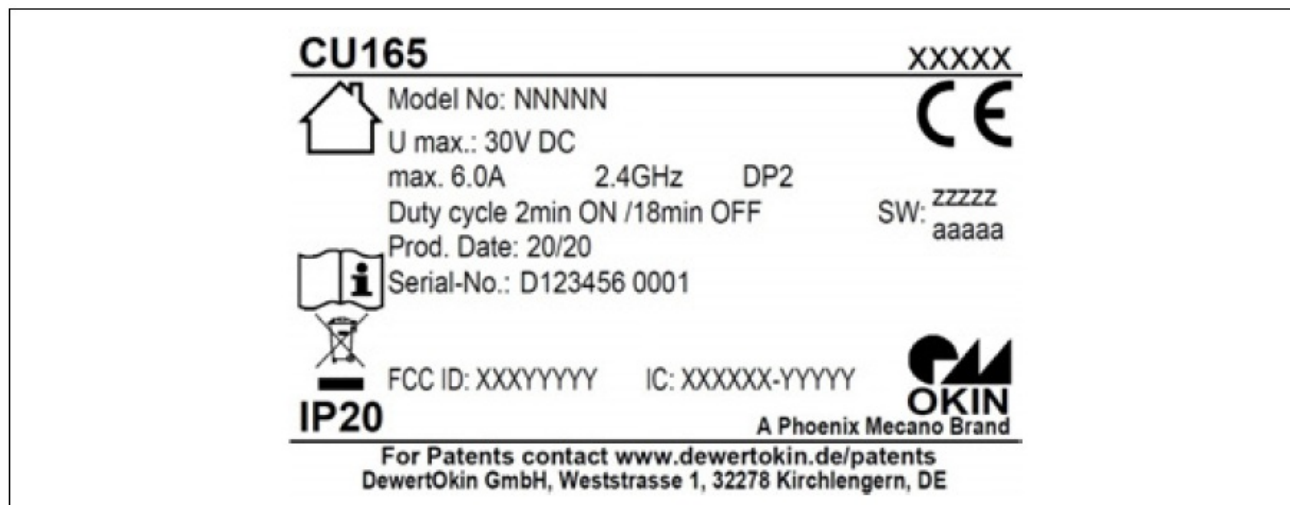 CU165 XXXXX
Model No: NNNNN
CE
U max.: 30V DC
max. 6.0A 2.4GHz DP2
Duty cycle 2min ON /18min OFF
SW: zzzzz
aaaaa
Prod. Date: 20/20
i
Serial-No.: D123456 0001
FCC ID: XXXYYYYY IC: XXXXXX-YYYYY
OKIN
IP20 A Phoenix Mecano Brand
For Patents contact www.dewertokin.de/patents
DewertOkin GmbH, Weststrasse 1, 32278 Kirchlengern, DE